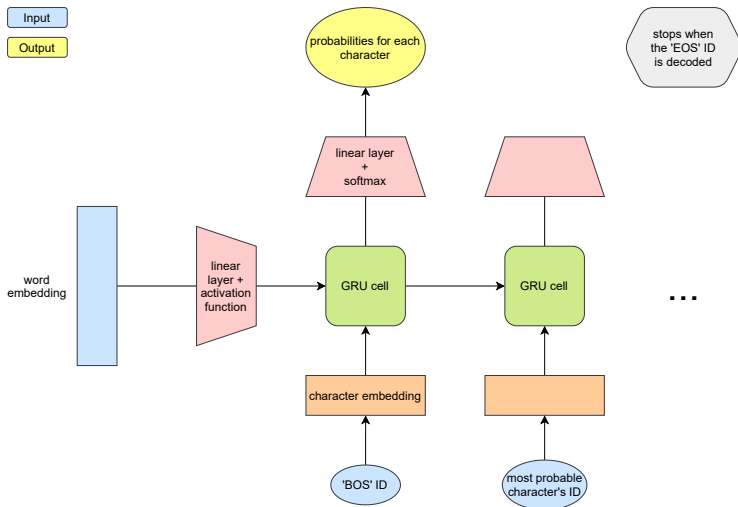 Input
Output
probabilities for each
character
stops when
the 'EOS' ID
is decoded
linear layer
+
softmax
word
embedding
linear
layer +
activation
function
GRU cell
GRU cell
...
character embedding
'BOS' ID
most probable
character's ID